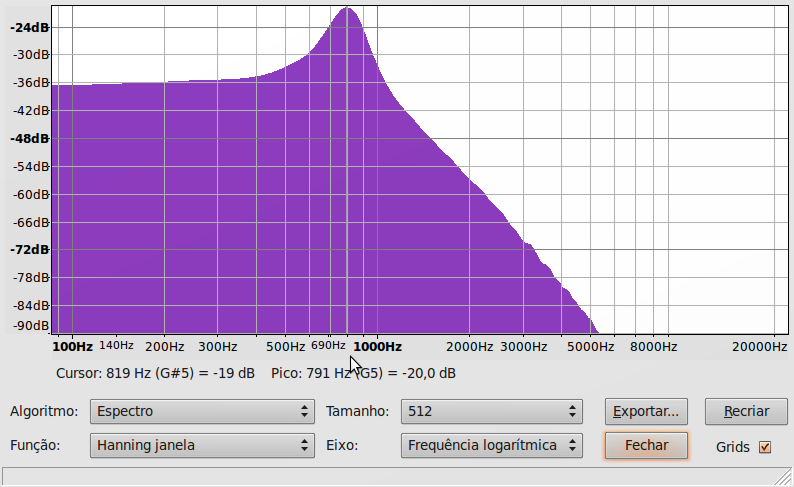 -24dB
-30dB
-36dB
-42dB
-48dB
-54dB
-60dB
-66dB
-72dB
-78dB
-84dB
-90dB
100Hz 140Hz 200Hz 300Hz 500Hz 690Hz 1000Hz 2000Hz 3000Hz 5000Hz 8000Hz 20000Hz
Cursor: 819 Hz (G#5) = -19 dB Pico: 791 Hz (G5) = -20,0 dB
Algoritmo: Espectro Tamanho: 512 Exportar... Recriar
Função: Hanning janela Eixo: Frequência logarítmica Fechar Grids